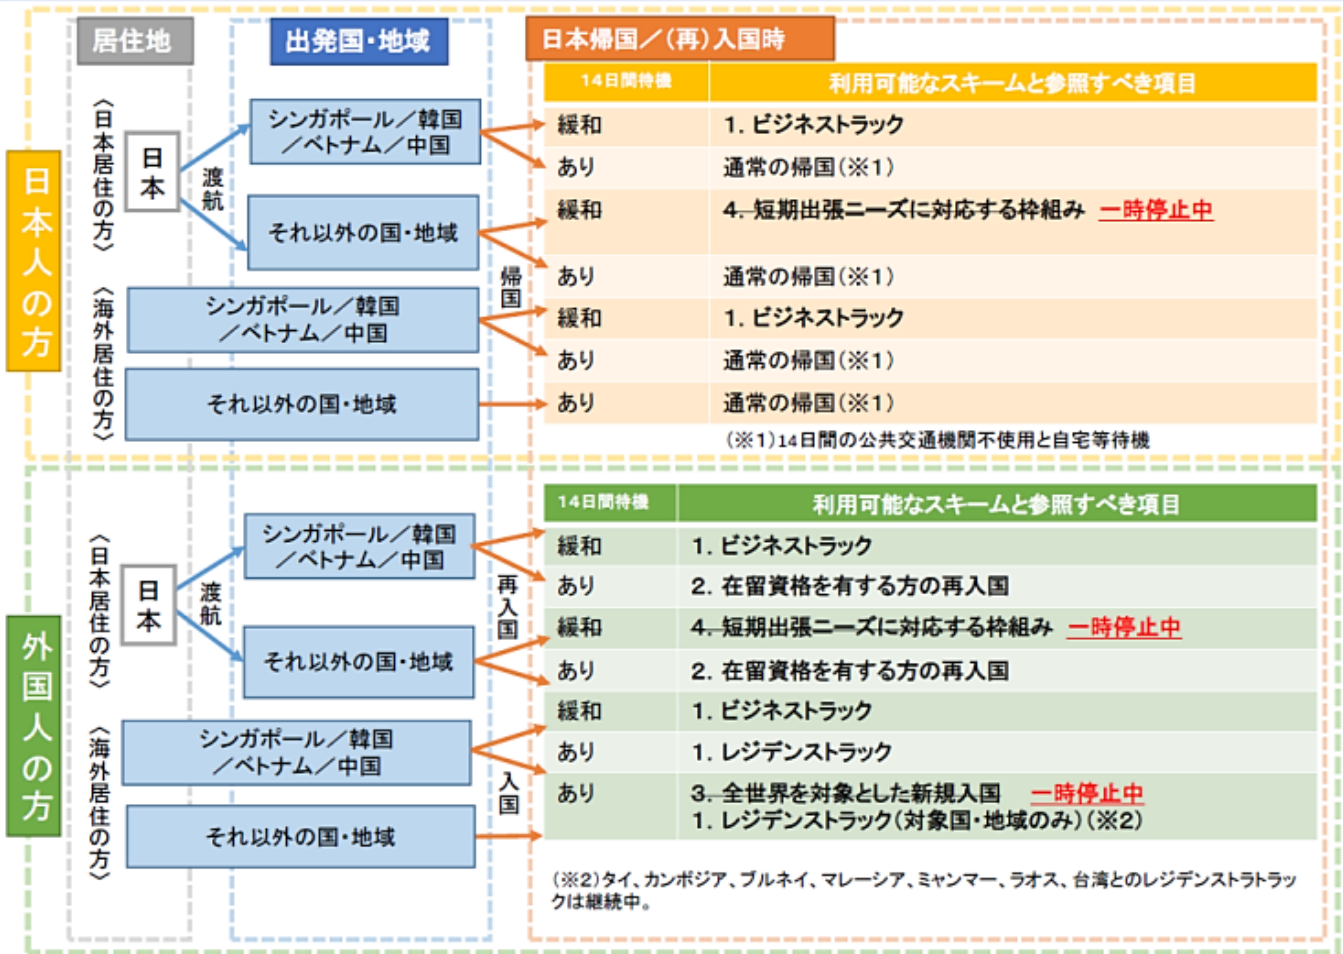 居住地
出発国・地域
日本帰国／(再)入国時
日本人の方
〈日本居住の方〉
日本
渡航
シンガポール／韓国
／ベトナム／中国
それ以外の国・地域
〈海外居住の方〉
シンガポール／韓国
／ベトナム／中国
それ以外の国・地域
帰国
14日間待機 利用可能なスキームと参照すべき項目
緩和 1. ビジネストラック
あり 通常の帰国(※1)
緩和 4. 短期出張ニーズに対応する枠組み 一時停止中
あり 通常の帰国(※1)
緩和 1. ビジネストラック
あり 通常の帰国(※1)
あり 通常の帰国(※1)
(※1)14日間の公共交通機関不使用と自宅等待機
外国人の方
〈日本居住の方〉
日本
渡航
シンガポール／韓国
／ベトナム／中国
それ以外の国・地域
〈海外居住の方〉
シンガポール／韓国
／ベトナム／中国
それ以外の国・地域
再入国
入国
14日間待機 利用可能なスキームと参照すべき項目
緩和 1. ビジネストラック
あり 2. 在留資格を有する方の再入国
緩和 4. 短期出張ニーズに対応する枠組み 一時停止中
あり 2. 在留資格を有する方の再入国
緩和 1. ビジネストラック
あり 1. レジデンストラック
あり 3. 全世界を対象とした新規入国 一時停止中
1. レジデンストラック(対象国・地域のみ)(※2)
(※2)タイ、カンボジア、ブルネイ、マレーシア、ミャンマー、ラオス、台湾とのレジデンストラトラッ
クは継続中。